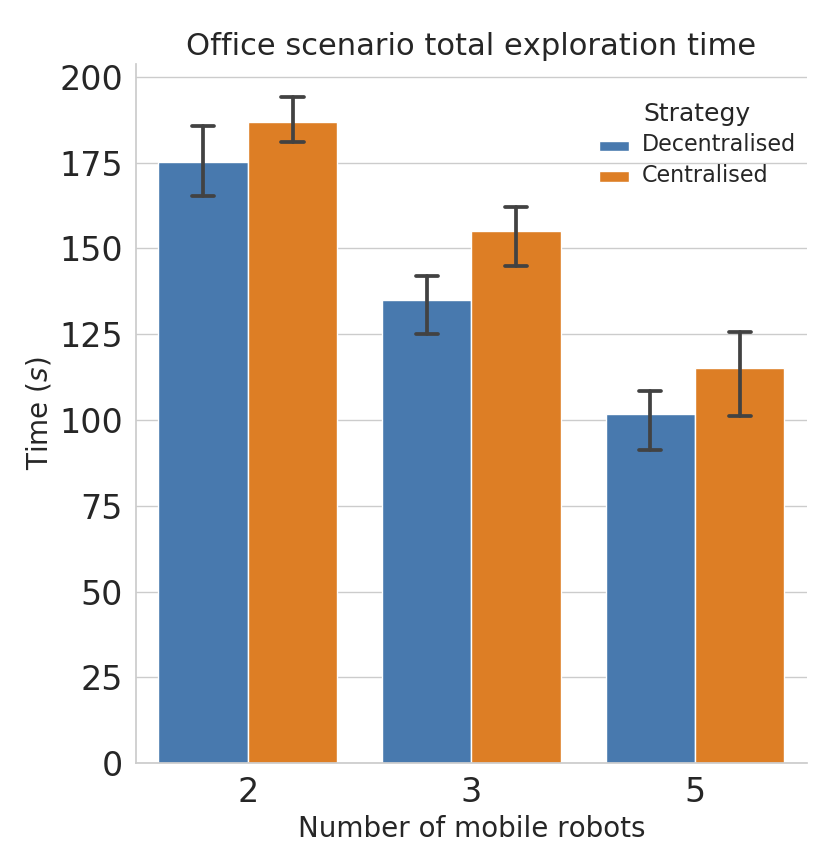 Office scenario total exploration time
Strategy
Decentralised
Centralised
200
175
150
125
100
75
50
25
0
Time (s)
2 3 5
Number of mobile robots